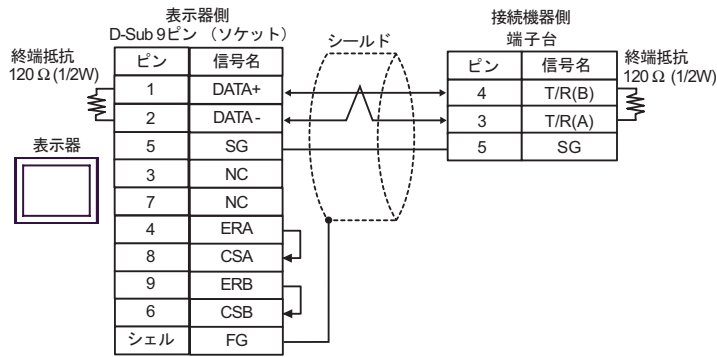 表示器側
D-Sub 9ピン （ソケット）
終端抵抗
120 Ω (1/2W)
表示器
ピン 信号名
1 DATA+
2 DATA-
5 SG
3 NC
7 NC
4 ERA
8 CSA
9 ERB
6 CSB
シェル FG
シールド
接続機器側
端子台
ピン 信号名
4 T/R(B)
3 T/R(A)
5 SG
終端抵抗
120 Ω (1/2W)